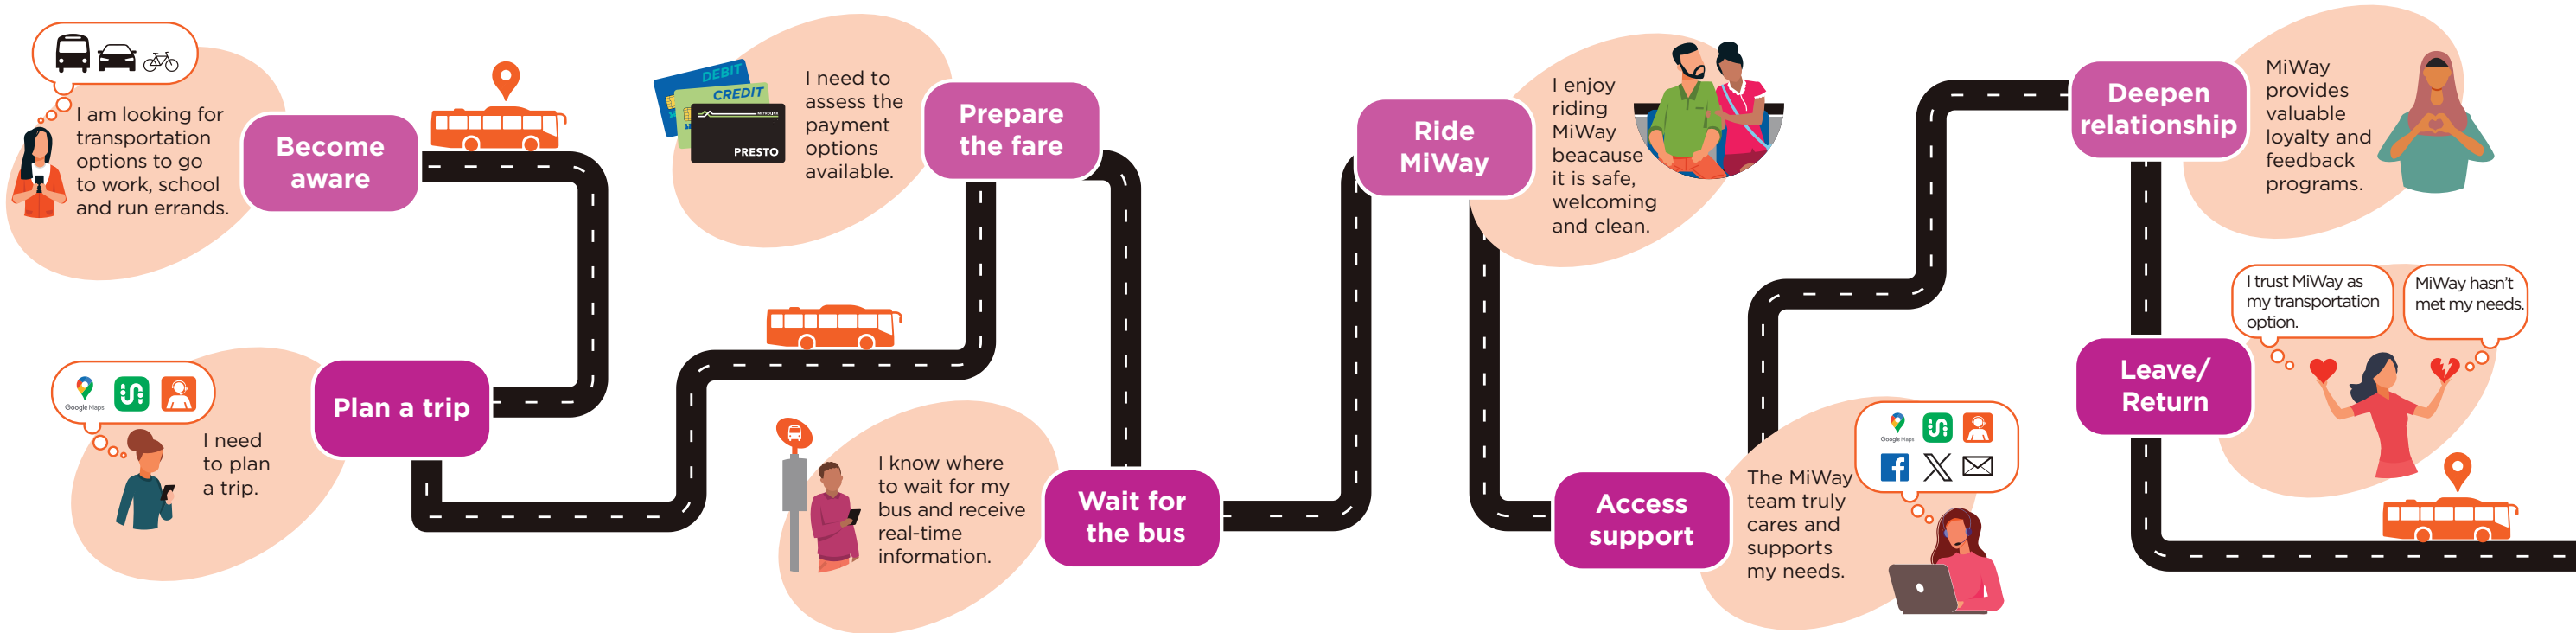 I am looking for
transportation
options to go
to work, school
and run errands.
Become
aware
Google Maps
I need
to plan
a trip.
Plan a trip
DEBIT
CREDIT
PRESTO
I need to
assess the
payment
options
available.
Prepare
the fare
I know where
to wait for my
bus and receive
real-time
information.
Wait for
the bus
Ride
MiWay
I enjoy
riding
MiWay
beacause
it is safe,
welcoming
and clean.
Access
support
The MiWay
team truly
cares and
supports
my needs.
Google Maps
Deepen
relationship
MiWay
provides
valuable
loyalty and
feedback
programs.
Leave/
Return
I trust MiWay as
my transportation
option.
MiWay hasn't
met my needs.